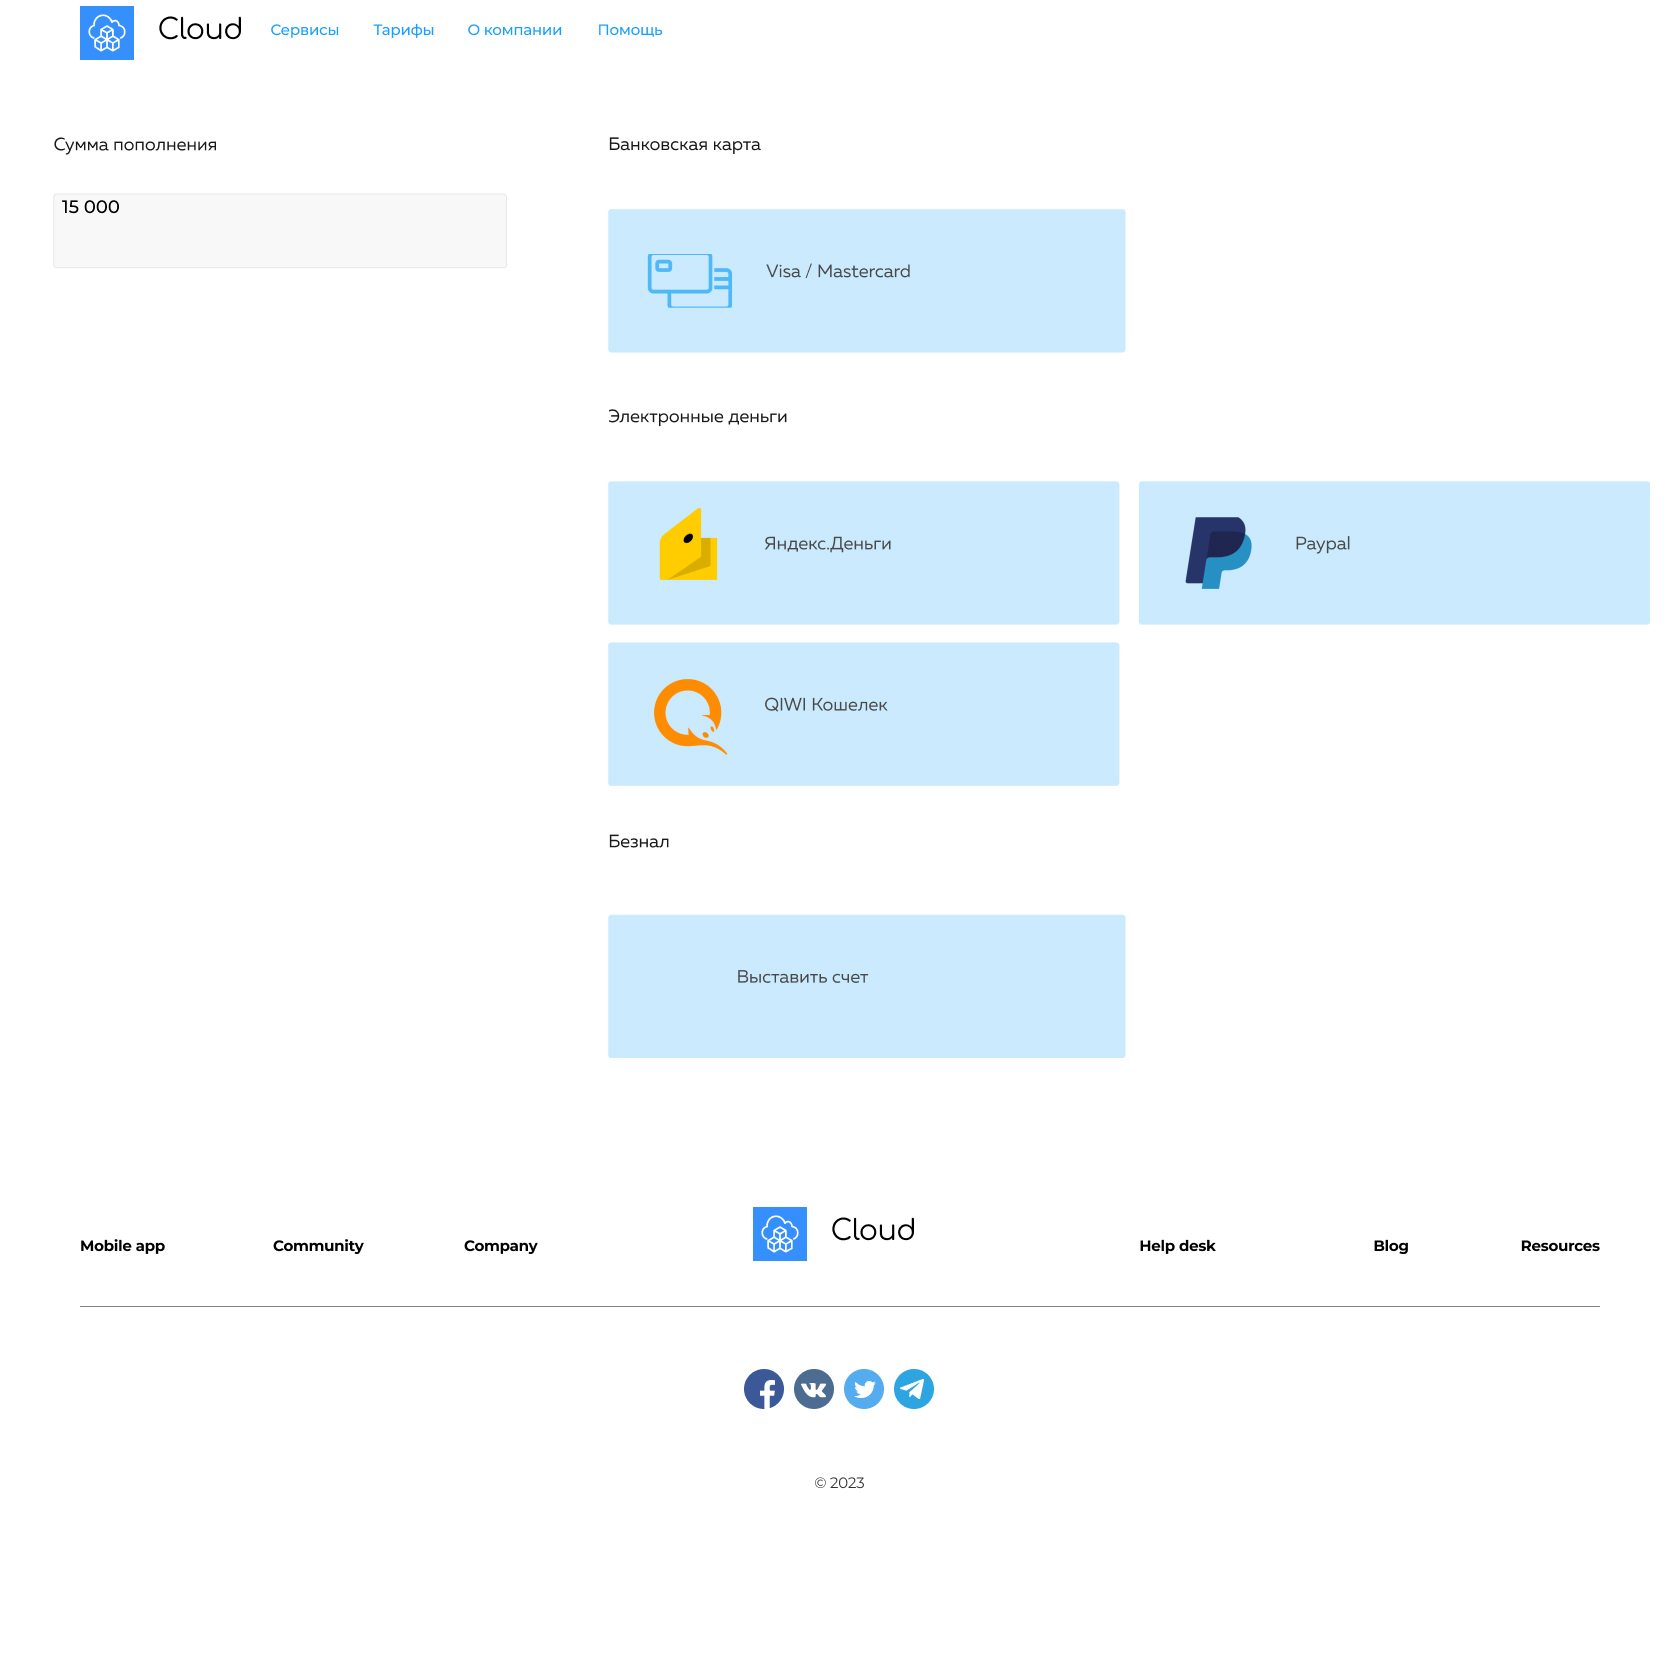 Cloud
Сервисы
Тарифы
О компании
Помощь
Сумма пополнения
15 000
Банковская карта
Visa / Mastercard
Электронные деньги
Яндекс.Деньги
Paypal
QIWI Кошелек
Безнал
Выставить счет
Mobile app
Community
Company
Cloud
Help desk
Blog
Resources
© 2023